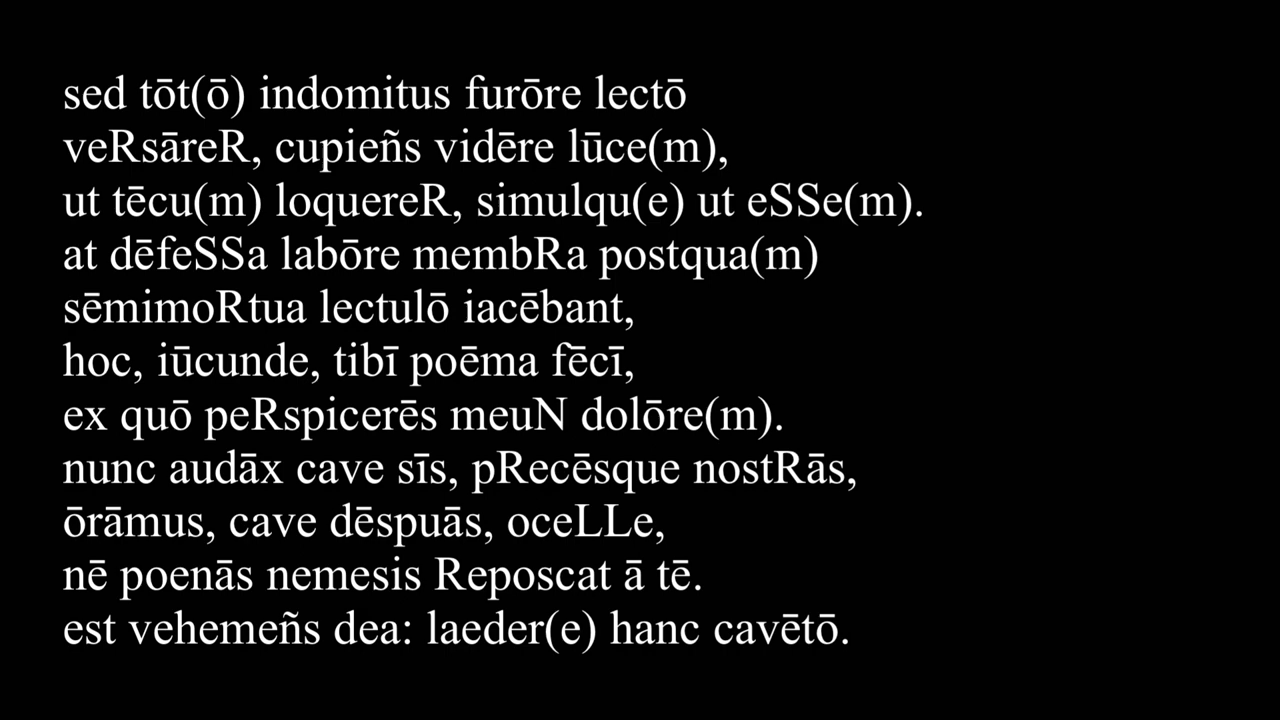 sed tōt(ō) indomitus furōre lectō
veRsāreR, cupieñs vidēre lūce(m),
ut tēcu(m) loquereR, simulqu(e) ut eSSe(m).
at dēfeSSa labōre membRa postqua(m)
sēmimoRtua lectulō iacēbant,
hoc, iūcunde, tibī poēma fēcī,
ex quō peRspicerēs meuN dolōre(m).
nunc audāx cave sīs, pRecēsque nostRās,
ōrāmus, cave dēspuās, oceLLe,
nē poenās nemesis Reposcat ā tē.
est vehemeñs dea: laeder(e) hanc cavētō.